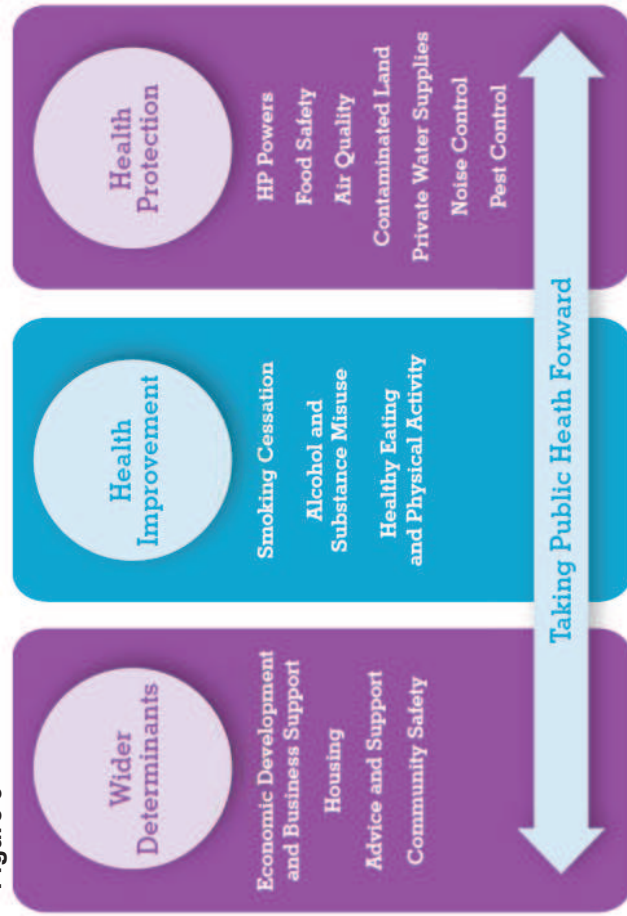 Wider
Determinants
Economic Development
and Business Support
Housing
Advice and Support
Community Safety
Health
Improvement
Smoking Cessation
Alcohol and
Substance Misuse
Healthy Eating
and Physical Activity
Health
Protection
HP Powers
Food Safety
Air Quality
Contaminated Land
Private Water Supplies
Noise Control
Pest Control
Taking Public Heath Forward